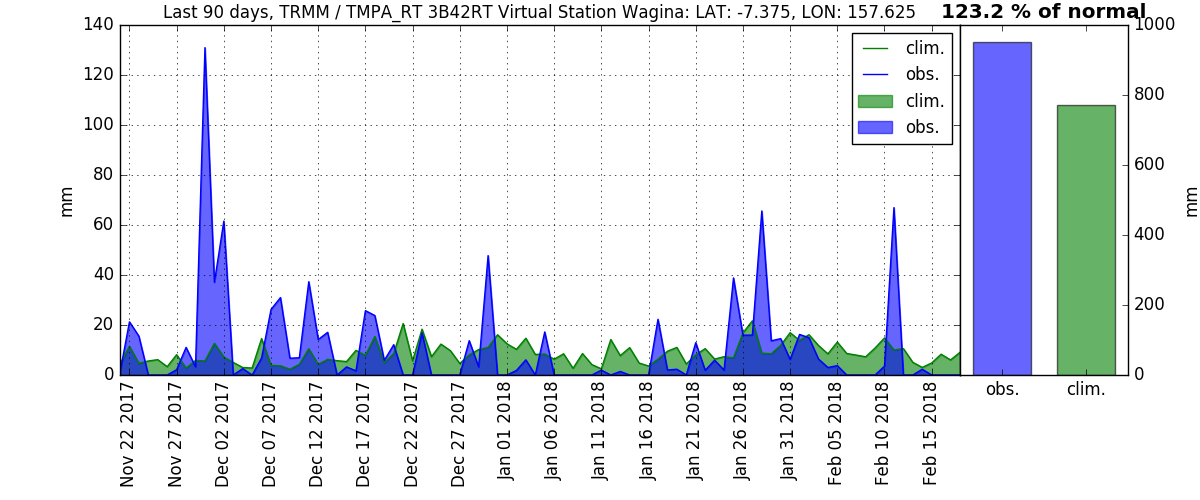 Last 90 days, TRMM / TMPA_RT 3B42RT Virtual Station Wagina: LAT: -7.375, LON: 157.625
123.2 % of normal
140
120
100
80
60
40
20
0
mm
clim.
obs.
clim.
obs.
Nov 22 2017
Nov 27 2017
Dec 02 2017
Dec 07 2017
Dec 12 2017
Dec 17 2017
Dec 22 2017
Dec 27 2017
Jan 01 2018
Jan 06 2018
Jan 11 2018
Jan 16 2018
Jan 21 2018
Jan 26 2018
Jan 31 2018
Feb 05 2018
Feb 10 2018
Feb 15 2018
1000
800
600
400
200
0
mm
obs.
clim.